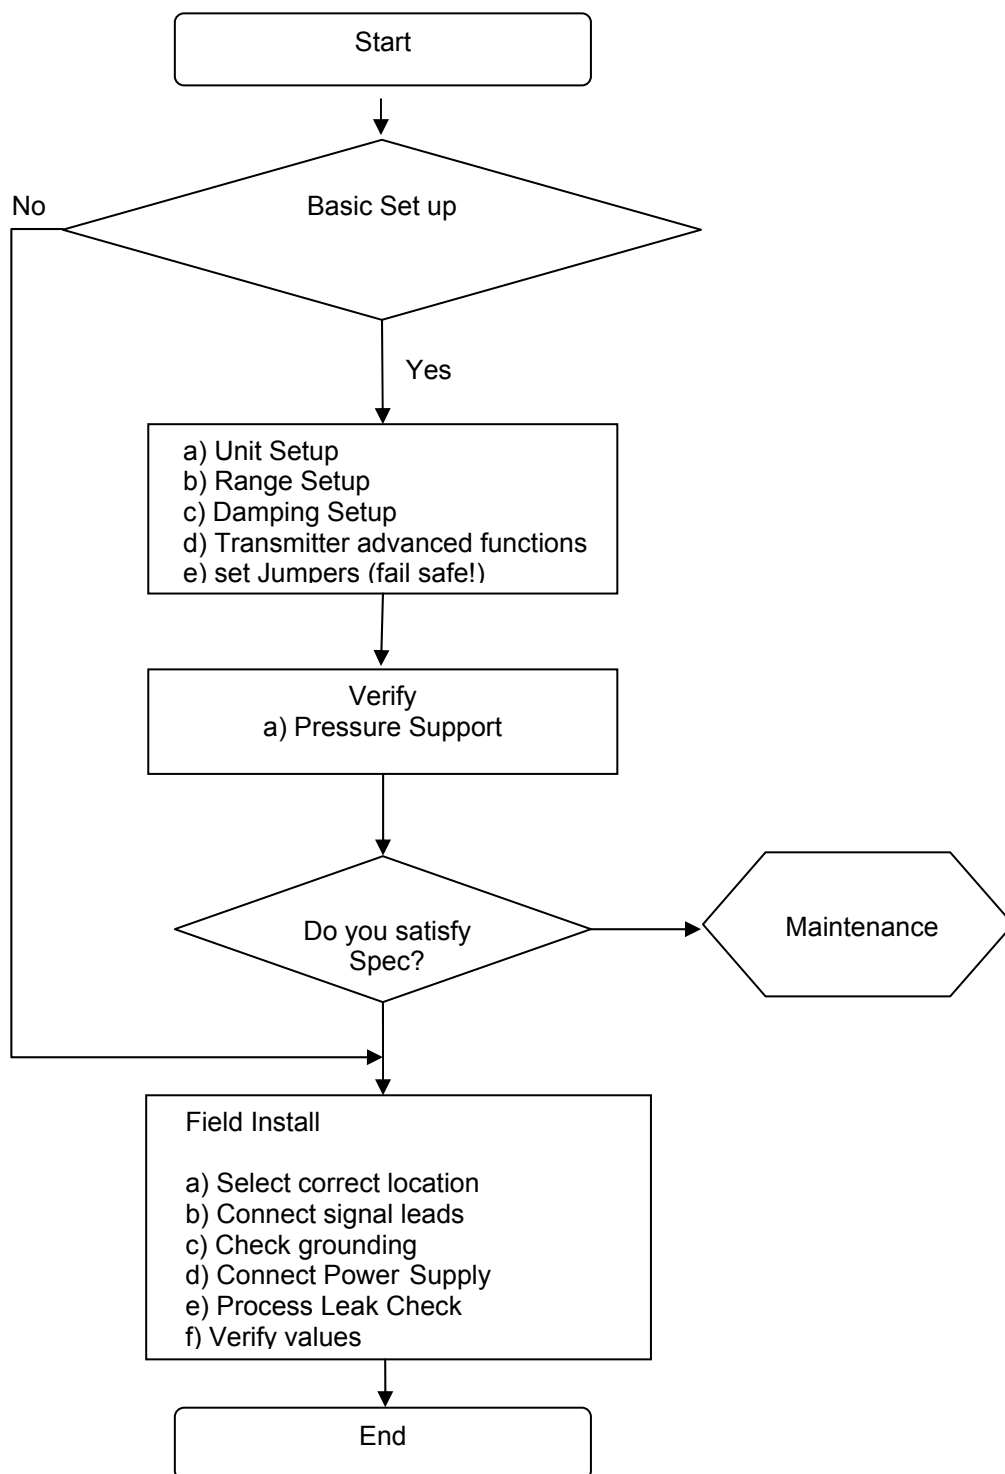 Start
Basic Set up
No
Yes
a) Unit Setup
b) Range Setup
c) Damping Setup
d) Transmitter advanced functions
e) set Jumpers (fail safe!)
Verify
a) Pressure Support
Do you satisfy
Spec?
Maintenance
Field Install
a) Select correct location
b) Connect signal leads
c) Check grounding
d) Connect Power Supply
e) Process Leak Check
f) Verify values
End